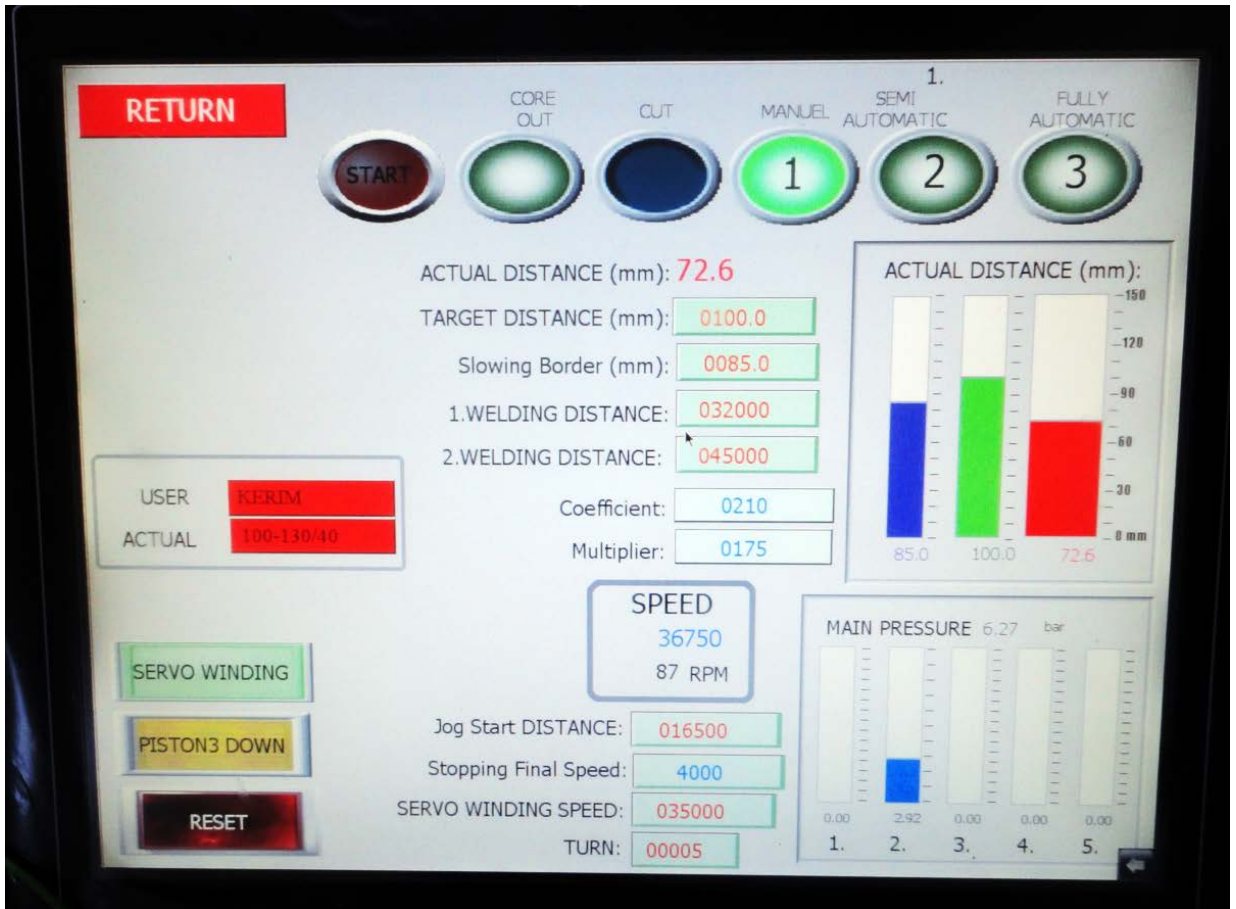 RETURN
START
CORE OUT
CUT
MANUEL
1
1.
SEMI AUTOMATIC
2
FULLY AUTOMATIC
3
ACTUAL DISTANCE (mm): 72.6
TARGET DISTANCE (mm): 0100.0
Slowing Border (mm): 0085.0
1.WELDING DISTANCE: 032000
2.WELDING DISTANCE: 045000
Coefficient: 0210
Multiplier: 0175
USER KERIM
ACTUAL 100-130/40
SERVO WINDING
PISTON3 DOWN
RESET
SPEED
36750
87 RPM
Jog Start DISTANCE: 016500
Stopping Final Speed: 4000
SERVO WINDING SPEED: 035000
TURN: 00005
ACTUAL DISTANCE (mm):
150
120
90
60
30
0 mm
85.0 100.0 72.6
MAIN PRESSURE 6,27 bar
0.00 2.92 0.00 0.00 0.00
1. 2. 3. 4. 5.